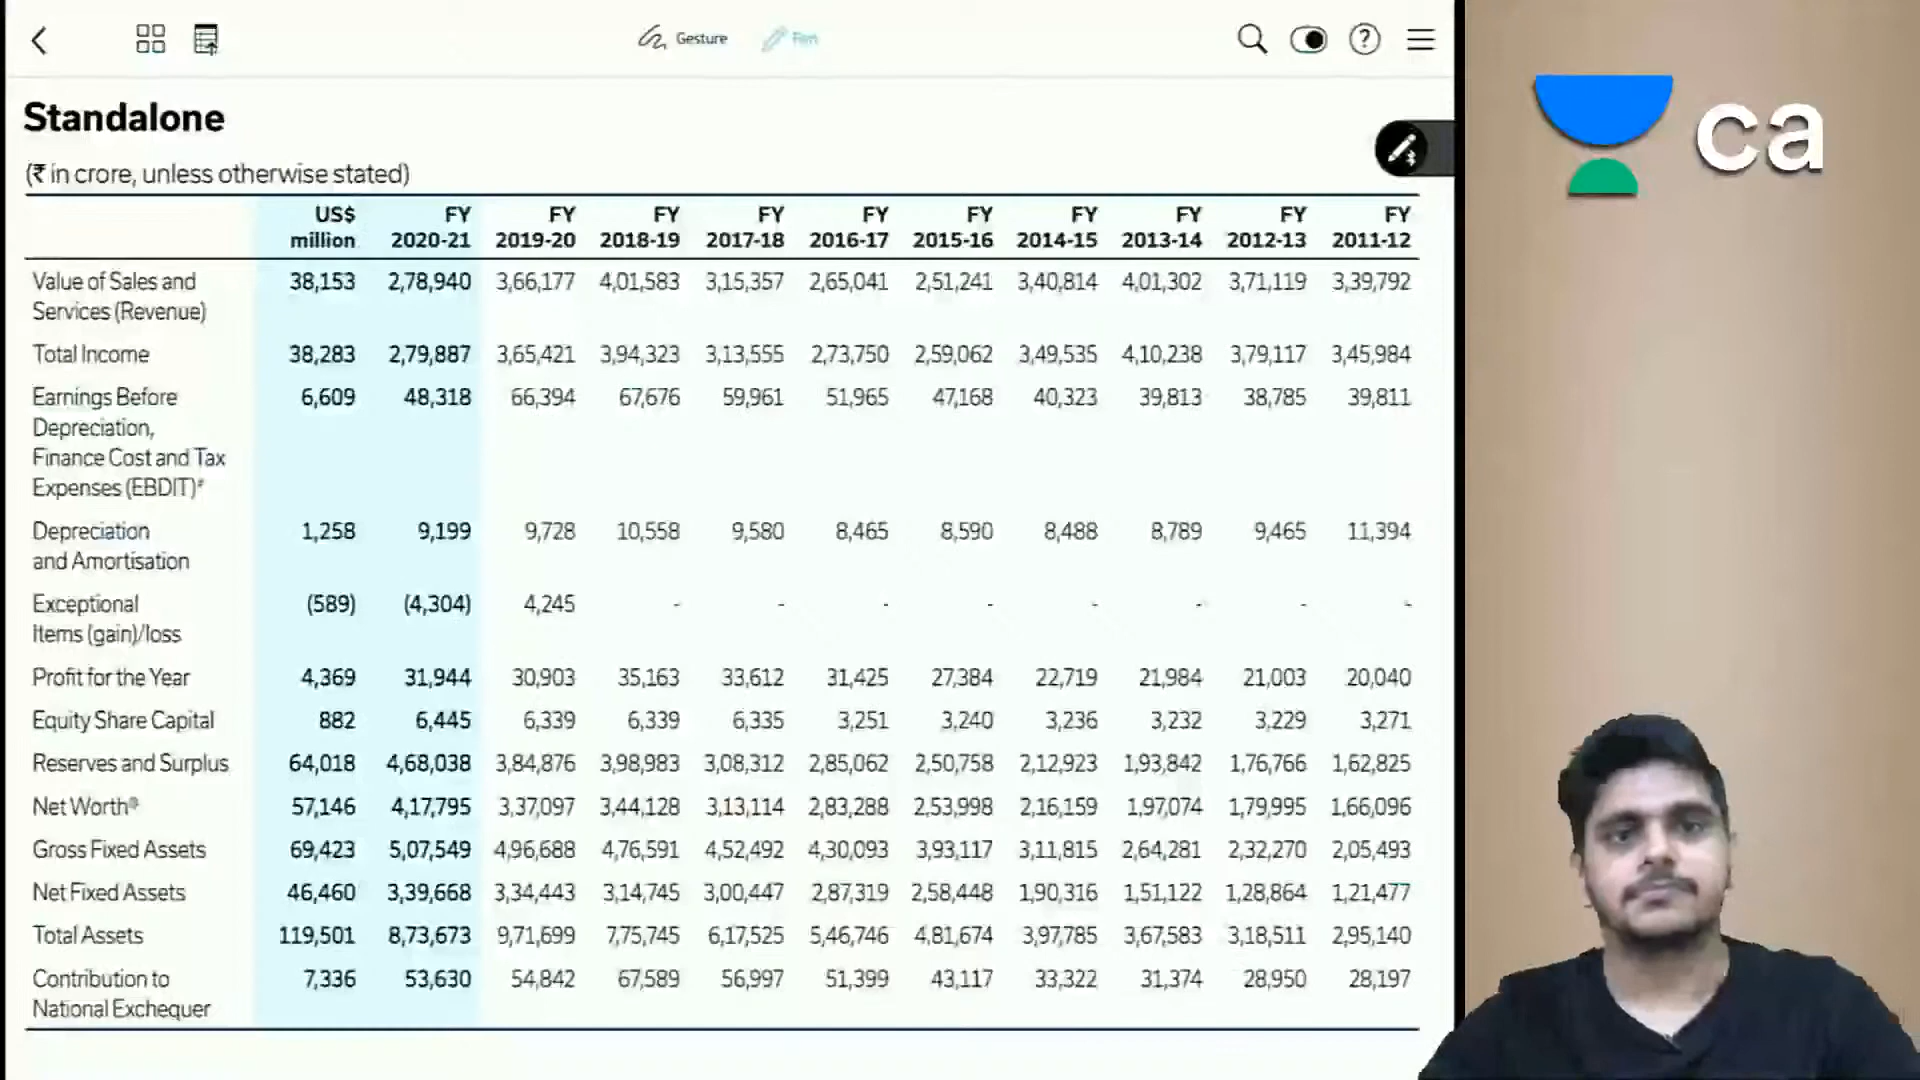 Gesture Pen
ca
Standalone
(₹ in crore, unless otherwise stated)
US$ FY FY FY FY FY FY FY FY FY FY
million 2020-21 2019-20 2018-19 2017-18 2016-17 2015-16 2014-15 2013-14 2012-13 2011-12
Value of Sales and 38,153 2,78,940 3,66,177 4,01,583 3,15,357 2,65,041 2,51,241 3,40,814 4,01,302 3,71,119 3,39,792
Services (Revenue)
Total Income 38,283 2,79,887 3,65,421 3,94,323 3,13,555 2,73,750 2,59,062 3,49,535 4,10,238 3,79,117 3,45,984
Earnings Before 6,609 48,318 66,394 67,676 59,961 51,965 47,168 40,323 39,813 38,785 39,811
Depreciation,
Finance Cost and Tax
Expenses (EBDIT)#
Depreciation 1,258 9,199 9,728 10,558 9,580 8,465 8,590 8,488 8,789 9,465 11,394
and Amortisation
Exceptional (589) (4,304) 4,245 - - - - - - - -
Items (gain)/loss
Profit for the Year 4,369 31,944 30,903 35,163 33,612 31,425 27,384 22,719 21,984 21,003 20,040
Equity Share Capital 882 6,445 6,339 6,339 6,335 3,251 3,240 3,236 3,232 3,229 3,271
Reserves and Surplus 64,018 4,68,038 3,84,876 3,98,983 3,08,312 2,85,062 2,50,758 2,12,923 1,93,842 1,76,766 1,62,825
Net Worth@ 57,146 4,17,795 3,37,097 3,44,128 3,13,114 2,83,288 2,53,998 2,16,159 1,97,074 1,79,995 1,66,096
Gross Fixed Assets 69,423 5,07,549 4,96,688 4,76,591 4,52,492 4,30,093 3,93,117 3,11,815 2,64,281 2,32,270 2,05,493
Net Fixed Assets 46,460 3,39,668 3,34,443 3,14,745 3,00,447 2,87,319 2,58,448 1,90,316 1,51,122 1,28,864 1,21,477
Total Assets 119,501 8,73,673 9,71,699 7,75,745 6,17,525 5,46,746 4,81,674 3,97,785 3,67,583 3,18,511 2,95,140
Contribution to 7,336 53,630 54,842 67,589 56,997 51,399 43,117 33,322 31,374 28,950 28,197
National Exchequer